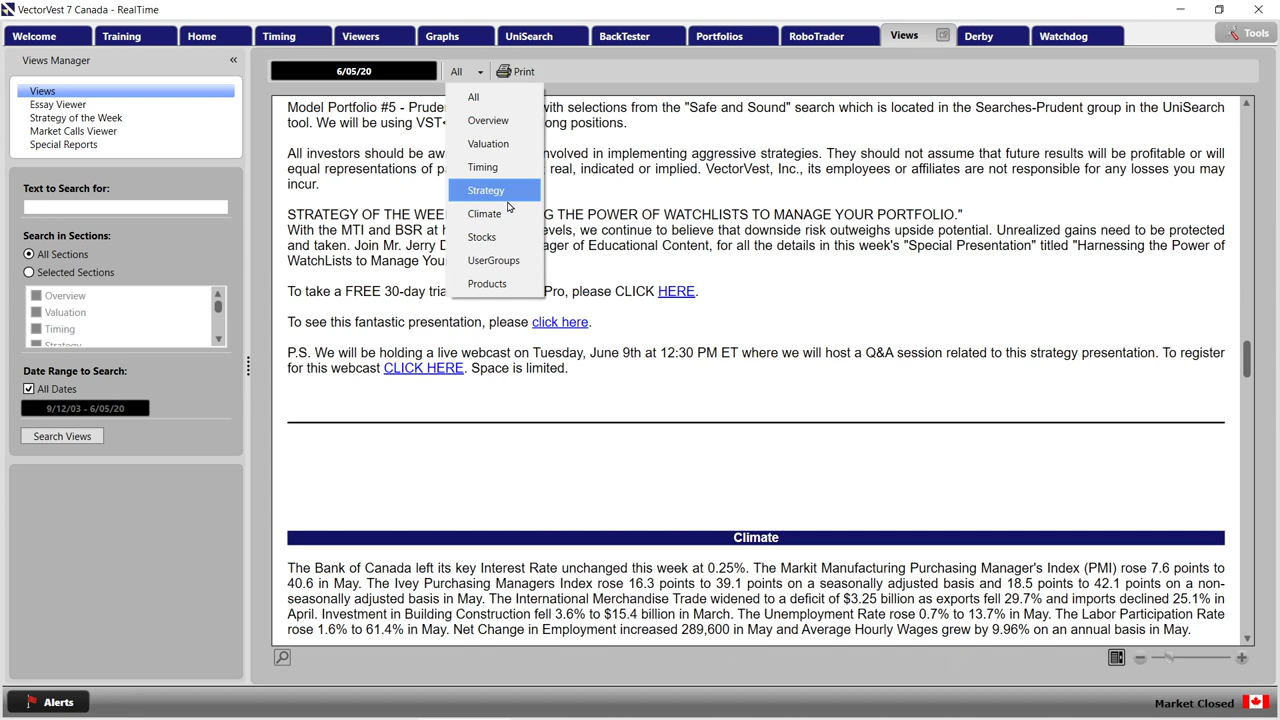 VectorVest 7 Canada - RealTime
Welcome Training Home Timing Viewers Graphs UniSearch BackTester Portfolios RoboTrader Views Derby Watchdog Tools
Views Manager
Views
Essay Viewer
Strategy of the Week
Market Calls Viewer
Special Reports
Text to Search for:
Search in Sections:
All Sections
Selected Sections
Overview
Valuation
Timing
Strategy
Date Range to Search:
All Dates
9/12/03 - 6/05/20
Search Views
6/05/20 All Print
All
Overview
Valuation
Timing
Strategy
Climate
Stocks
UserGroups
Products
Model Portfolio #5 - Prude with selections from the "Safe and Sound" search which is located in the Searches-Prudent group in the UniSearch
tool. We will be using VST< ong positions.
All investors should be aw nvolved in implementing aggressive strategies. They should not assume that future results will be profitable or will
equal representations of p real, indicated or implied. VectorVest, Inc., its employees or affiliates are not responsible for any losses you may
incur.
STRATEGY OF THE WEE NG THE POWER OF WATCHLISTS TO MANAGE YOUR PORTFOLIO."
With the MTI and BSR at h evels, we continue to believe that downside risk outweighs upside potential. Unrealized gains need to be protected
and taken. Join Mr. Jerry D ager of Educational Content, for all the details in this week's "Special Presentation" titled "Harnessing the Power of
WatchLists to Manage You
To take a FREE 30-day tria Pro, please CLICK HERE.
To see this fantastic presentation, please click here.
P.S. We will be holding a live webcast on Tuesday, June 9th at 12:30 PM ET where we will host a Q&A session related to this strategy presentation. To register
for this webcast CLICK HERE. Space is limited.
Climate
The Bank of Canada left its key Interest Rate unchanged this week at 0.25%. The Markit Manufacturing Purchasing Manager's Index (PMI) rose 7.6 points to
40.6 in May. The Ivey Purchasing Managers Index rose 16.3 points to 39.1 points on a seasonally adjusted basis and 18.5 points to 42.1 points on a non-
seasonally adjusted basis in May. The International Merchandise Trade widened to a deficit of $3.25 billion as exports fell 29.7% and imports declined 25.1% in
April. Investment in Building Construction fell 3.6% to $15.4 billion in March. The Unemployment Rate rose 0.7% to 13.7% in May. The Labor Participation Rate
rose 1.6% to 61.4% in May. Net Change in Employment increased 289,600 in May and Average Hourly Wages grew by 9.96% on an annual basis in May.
Alerts
Market Closed